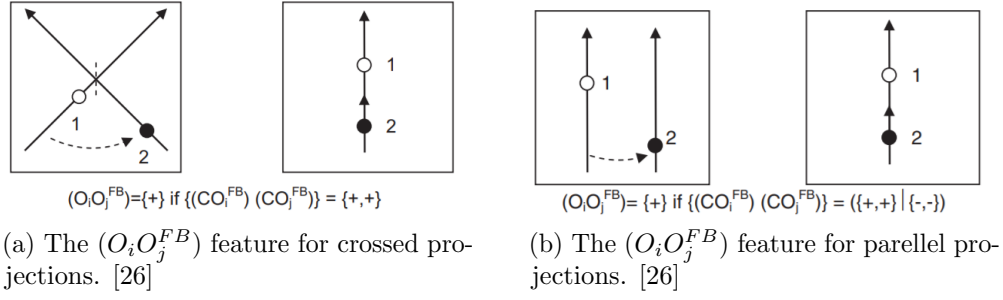 1
2
1
2
(OᵢOⱼ^FB)={+} if {(COᵢ^FB) (COⱼ^FB)} = {+,+}
(a) The (OᵢOⱼ^FB) feature for crossed pro-
jections. [26]
1
2
1
2
(OᵢOⱼ^FB)= {+} if {(COᵢ^FB) (COⱼ^FB) = ({+,+}|{-,-})
(b) The (OᵢOⱼ^FB) feature for parellel pro-
jections. [26]